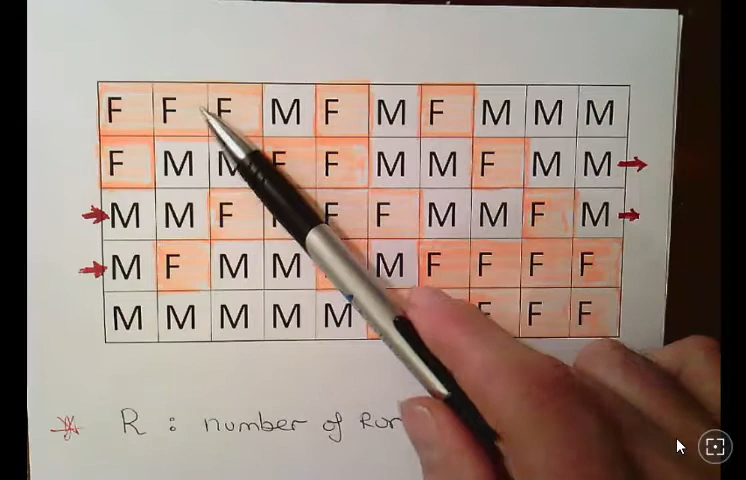 F F F M F M F M M M
F M M F F M M F M M
M M F F F M M F M
M F M M M F F F F
M M M M M F F F
* R : number of